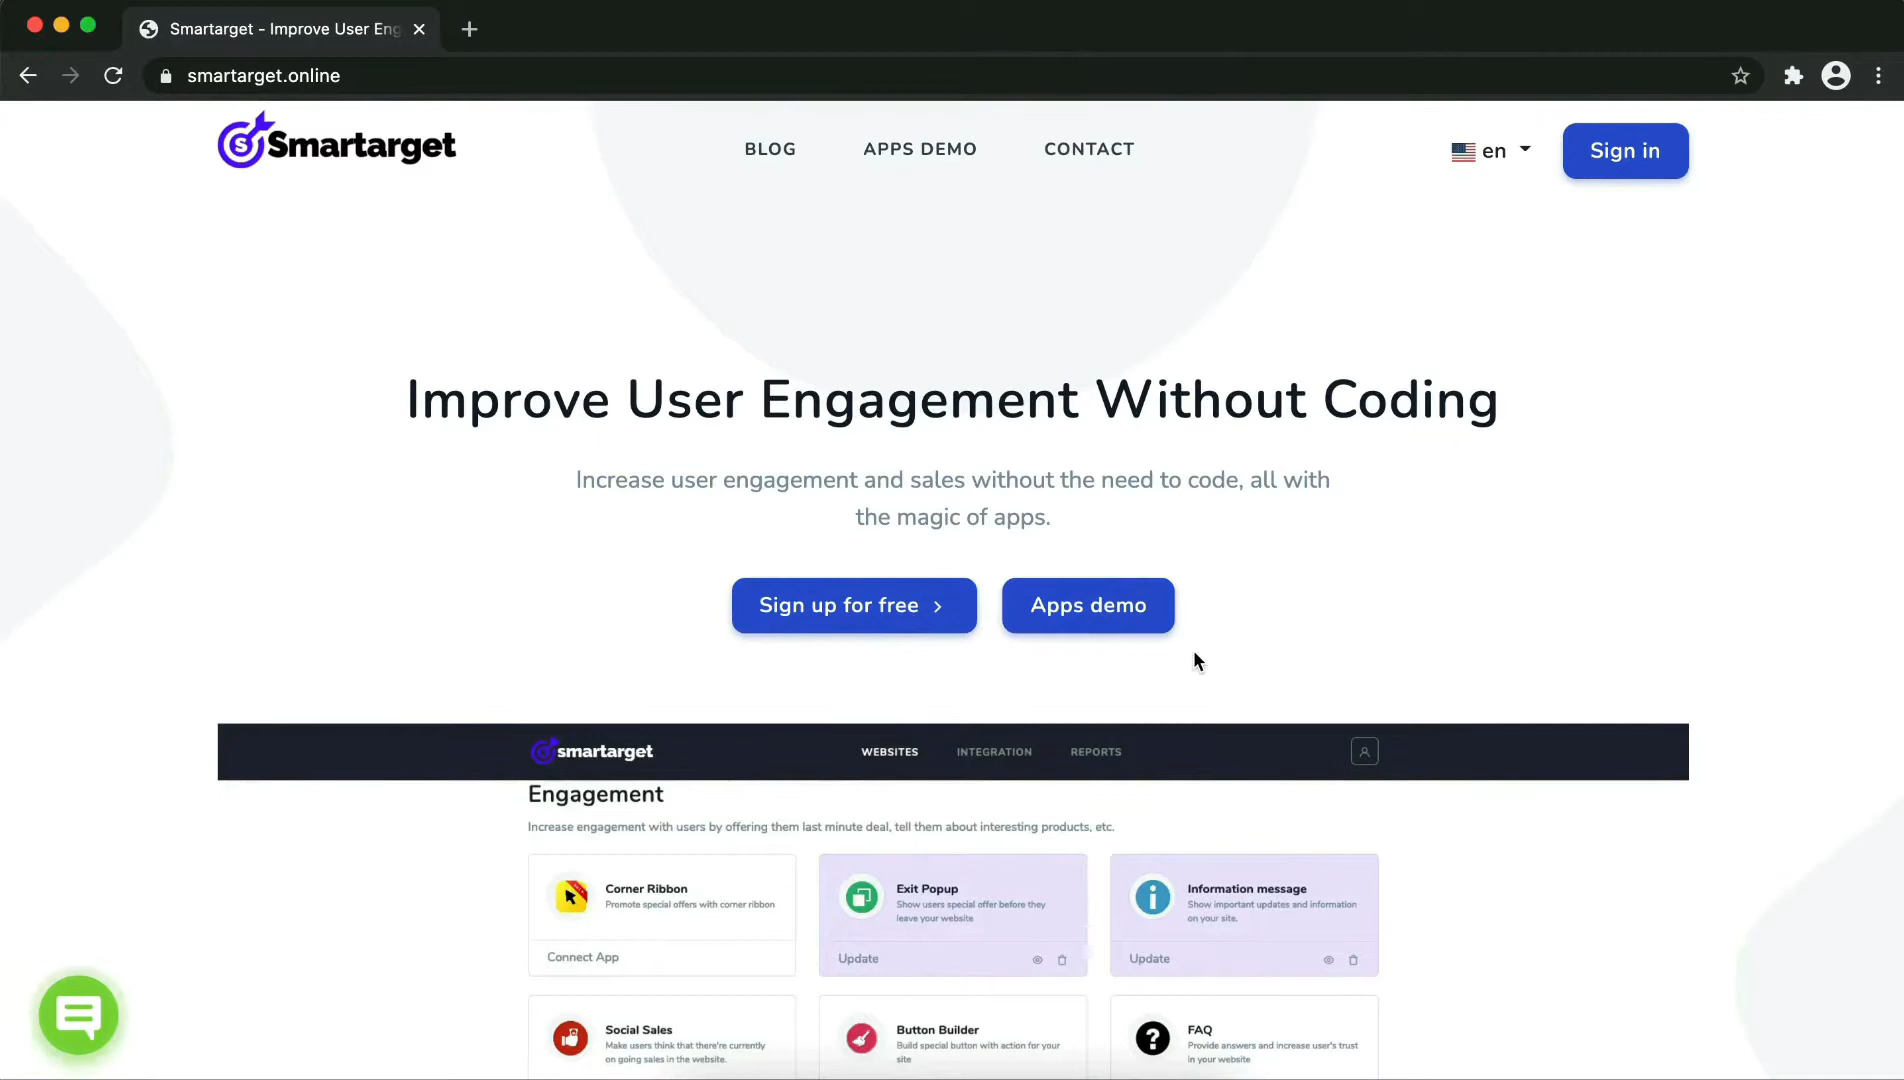 Smartarget - Improve User Eng
smartarget.online
Smartarget
BLOG
APPS DEMO
CONTACT
en
Sign in
Improve User Engagement Without Coding
Increase user engagement and sales without the need to code, all with
the magic of apps.
Sign up for free
Apps demo
smartarget
WEBSITES
INTEGRATION
REPORTS
Engagement
Increase engagement with users by offering them last minute deal, tell them about interesting products, etc.
Corner Ribbon
Promote special offers with corner ribbon
Connect App
Exit Popup
Show users special offer before they
leave your website
Update
Information message
Show important updates and information
on your site.
Update
Social Sales
Make users think that there're currently
on going sales in the website.
Button Builder
Build special button with action for your
site
FAQ
Provide answers and increase user's trust
in your website